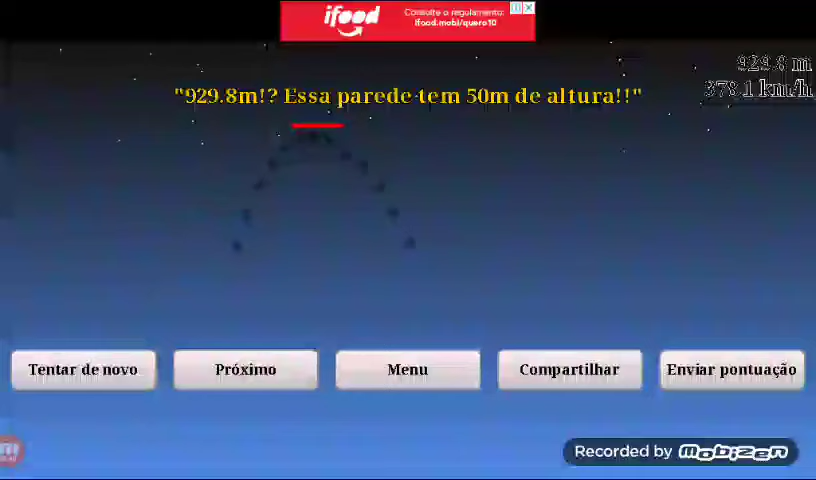 ifood
Consulte o regulamento:
ifood.mobi/quero10
929.8 m
378.1 km/h
"929.8m!? Essa parede tem 50m de altura!!"
Tentar de novo
Próximo
Menu
Compartilhar
Enviar pontuação
Recorded by mobizen